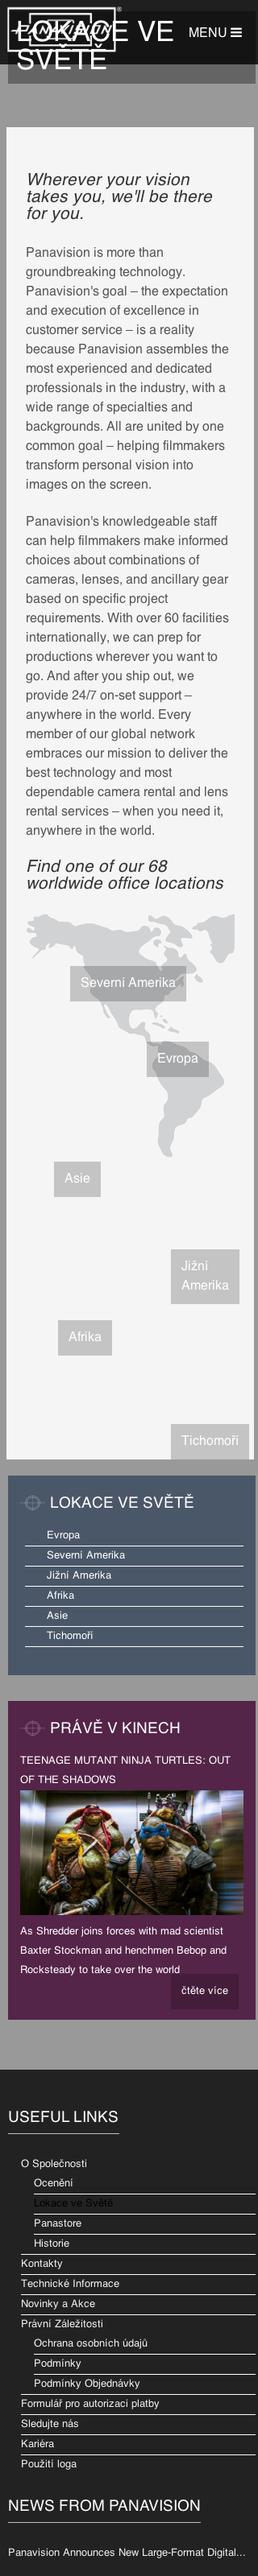 PANAVISION
MENU
LOKACE VE
SVĚTĚ
Wherever your vision
takes you, we'll be there
for you.
Panavision is more than
groundbreaking technology.
Panavision's goal – the expectation
and execution of excellence in
customer service – is a reality
because Panavision assembles the
most experienced and dedicated
professionals in the industry, with a
wide range of specialties and
backgrounds. All are united by one
common goal – helping filmmakers
transform personal vision into
images on the screen.
Panavision's knowledgeable staff
can help filmmakers make informed
choices about combinations of
cameras, lenses, and ancillary gear
based on specific project
requirements. With over 60 facilities
internationally, we can prep for
productions wherever you want to
go. And after you ship out, we
provide 24/7 on-set support –
anywhere in the world. Every
member of our global network
embraces our mission to deliver the
best technology and most
dependable camera rental and lens
rental services – when you need it,
anywhere in the world.
Find one of our 68
worldwide office locations
Severní Amerika
Evropa
Asie
Jižní
Amerika
Afrika
Tichomoří
LOKACE VE SVĚTĚ
Evropa
Severní Amerika
Jižní Amerika
Afrika
Asie
Tichomoří
PRÁVĚ V KINECH
TEENAGE MUTANT NINJA TURTLES: OUT
OF THE SHADOWS
As Shredder joins forces with mad scientist
Baxter Stockman and henchmen Bebop and
Rocksteady to take over the world
čtěte více
USEFUL LINKS
O Společnosti
Ocenění
Lokace ve Světě
Panastore
Historie
Kontakty
Technické Informace
Novinky a Akce
Právní Záležitosti
Ochrana osobních údajů
Podmínky
Podmínky Objednávky
Formulář pro autorizaci platby
Sledujte nás
Kariéra
Použití loga
NEWS FROM PANAVISION
Panavision Announces New Large-Format Digital...